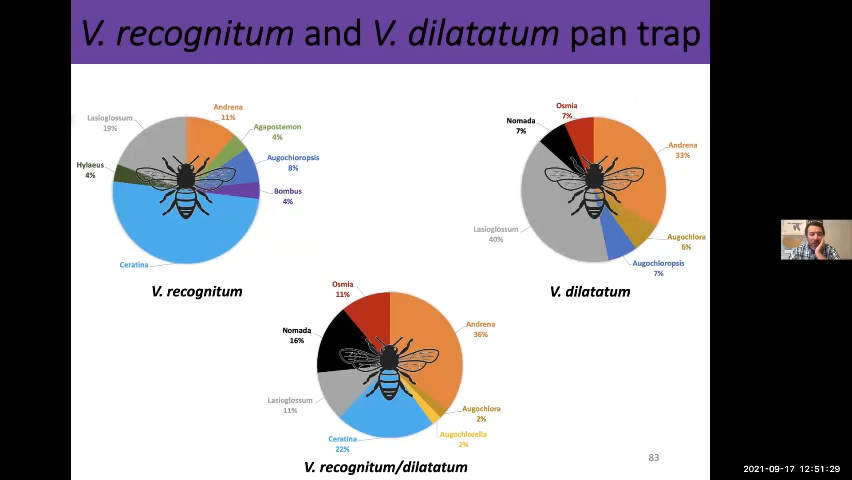 V. recognitum and V. dilatatum pan trap
Andrena
11%
Lasioglossum
19%
Agapostemon
4%
Augochloropsis
8%
Hylaeus
4%
Bombus
4%
Ceratina
V. recognitum
Osmia
7%
Nomada
7%
Andrena
33%
Lasioglossum
40%
Augochlora
6%
Augochloropsis
7%
V. dilatatum
Osmia
11%
Andrena
36%
Nomada
16%
Lasioglossum
11%
Augochlora
2%
Augochlorella
2%
Ceratina
22%
V. recognitum/dilatatum
83
2021-09-17 12:51:29